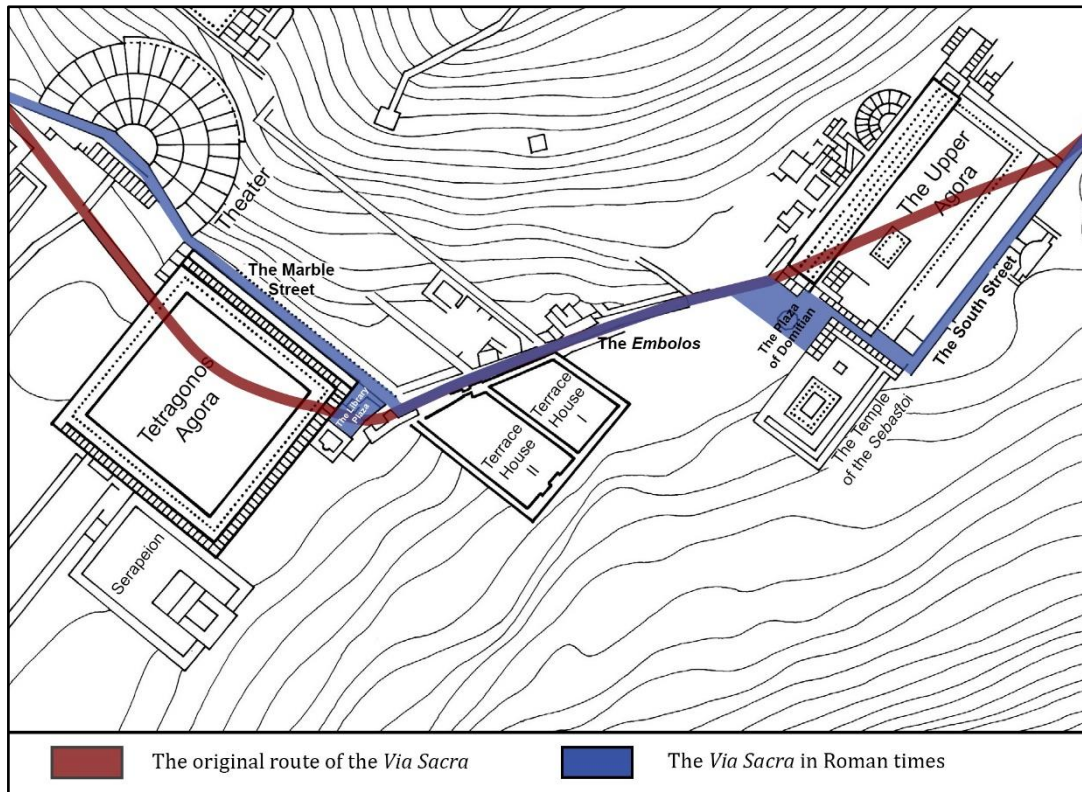 Theater
The Upper
Agora
The Marble
Street
The South Street
The Plaza
of Domitian
The Embolos
Tetragonos
Agora
The Library
Plaza
Terrace
House
I
Terrace
House
II
The Temple
of the Sebastoi
Serapeion
The original route of the Via Sacra
The Via Sacra in Roman times